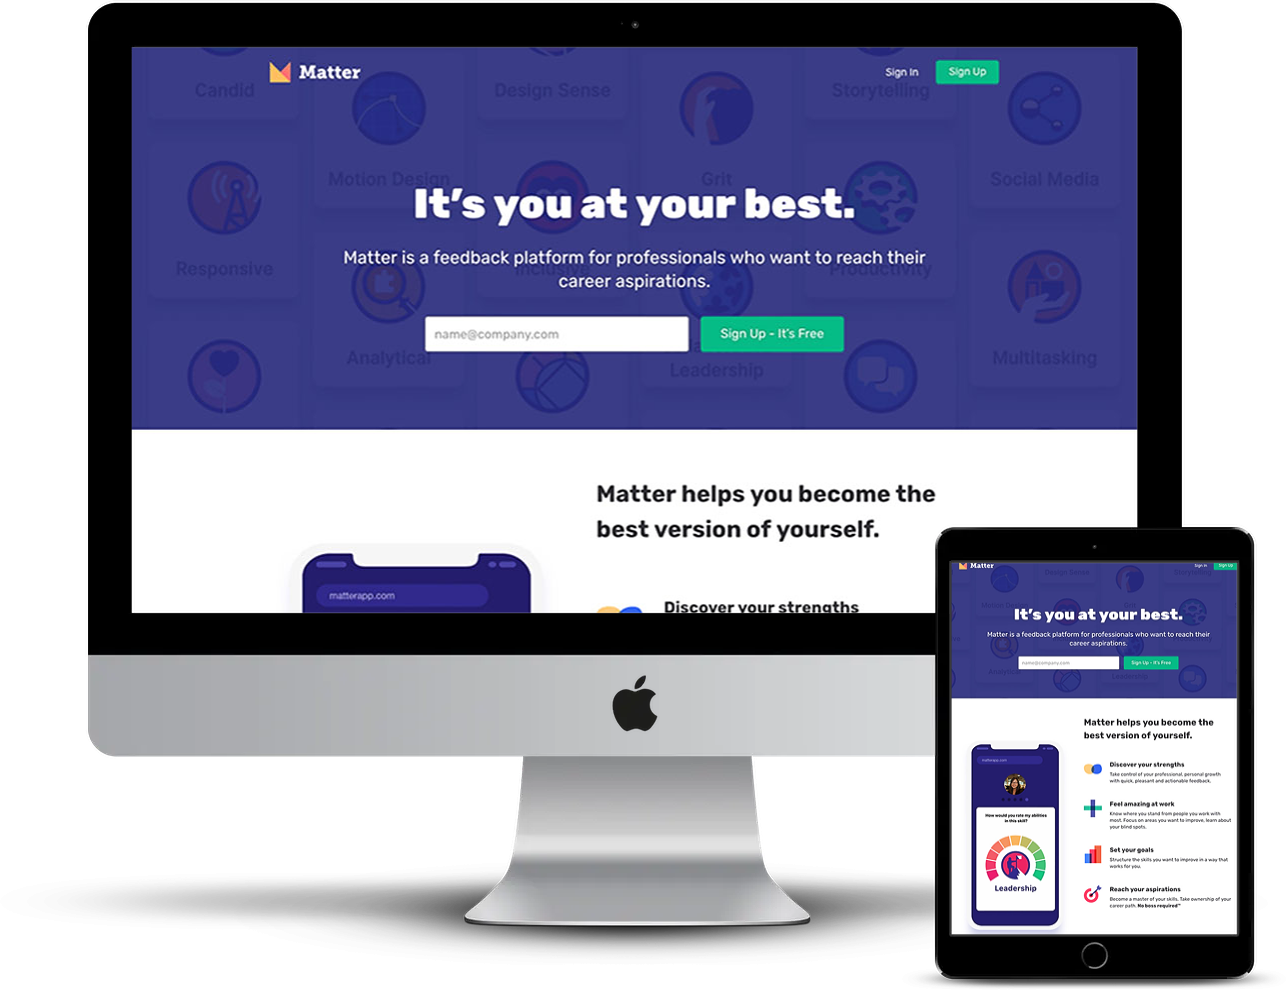 Matter
Sign In
Sign Up
Candid
Design Sense
Storytelling
Motion Design
Grit
Social Media
It's you at your best.
Responsive
Inclusive
Productivity
Matter is a feedback platform for professionals who want to reach their
career aspirations.
name@company.com
Sign Up - It's Free
Analytical
Leadership
Multitasking
Matter helps you become the
best version of yourself.
matterapp.com
Discover your strengths
Matter
Sign In
Sign Up
Design Sense
It's you at your best.
Matter is a feedback platform for professionals who want to reach their
career aspirations.
name@company.com
Sign Up - It's Free
Analytical
Leadership
Matter helps you become the
best version of yourself.
matterapp.com
How would you rate my abilities
in this skill?
Leadership
Discover your strengths
Take control of your professional, personal growth
with quick, pleasant and actionable feedback.
Feel amazing at work
Know where you stand from people you work with
most. Focus on areas you want to improve, learn about
your blind spots.
Set your goals
Structure the skills you want to improve in a way that
works for you.
Reach your aspirations
Become a master of your skills. Take ownership of your
career path. No boss required™